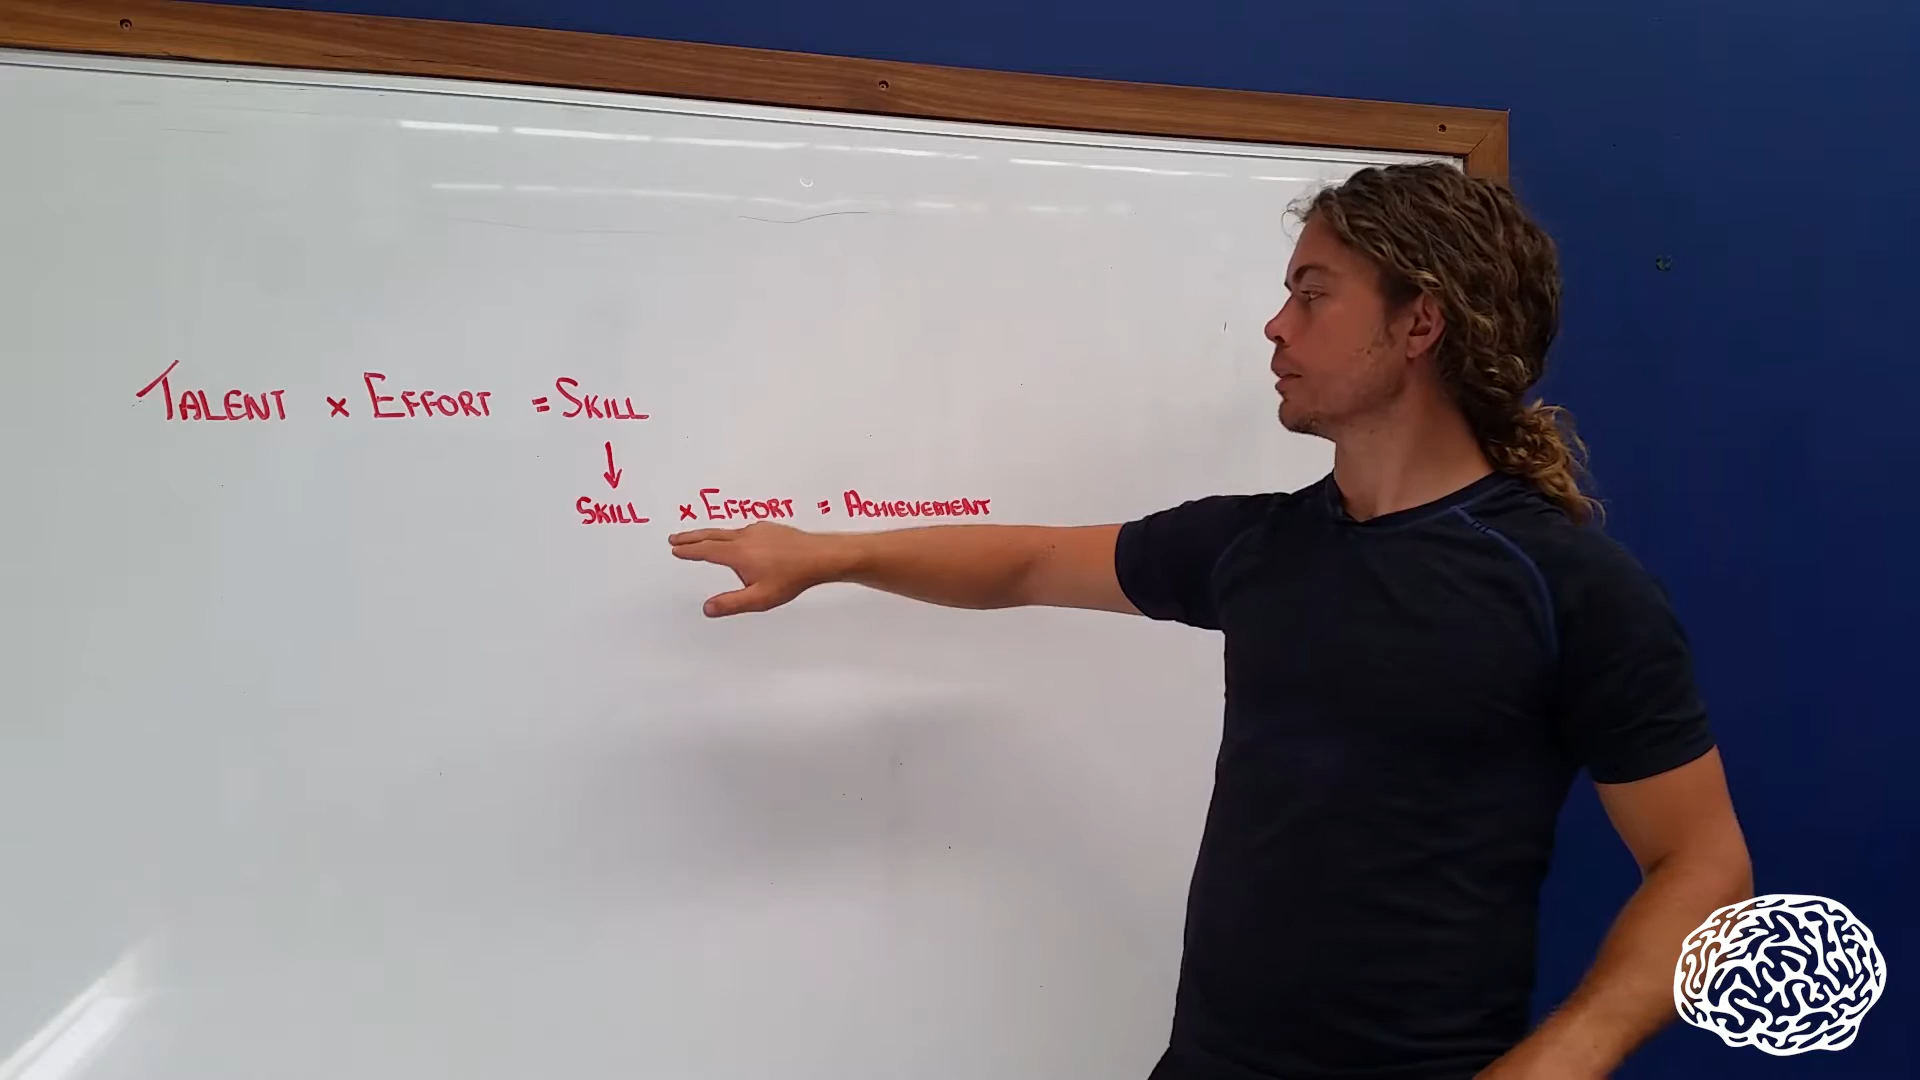 TALENT × EFFORT = SKILL
↓
SKILL × EFFORT = ACHIEVEMENT